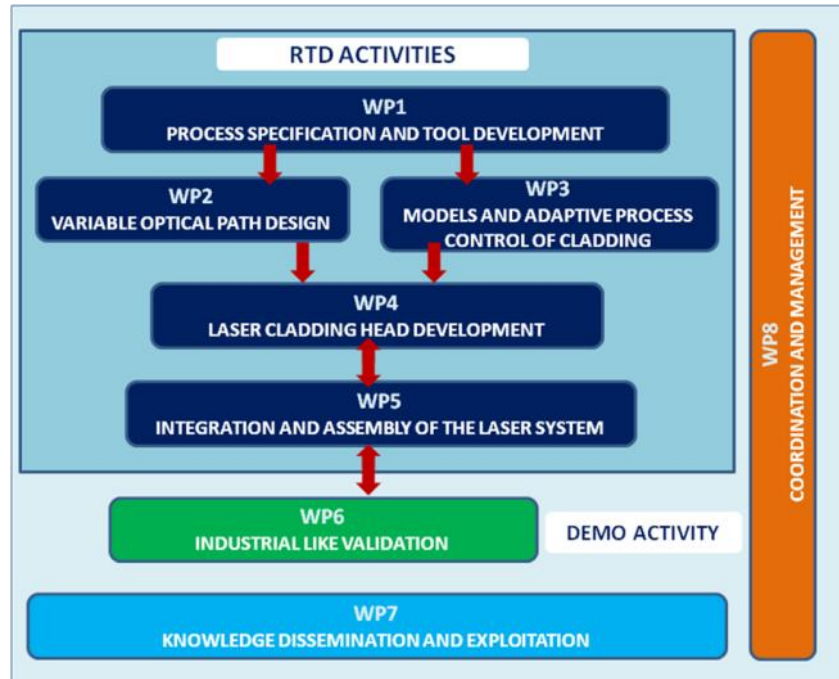 RTD ACTIVITIES
WP1
PROCESS SPECIFICATION AND TOOL DEVELOPMENT
WP2
VARIABLE OPTICAL PATH DESIGN
WP3
MODELS AND ADAPTIVE PROCESS
CONTROL OF CLADDING
WP4
LASER CLADDING HEAD DEVELOPMENT
WP5
INTEGRATION AND ASSEMBLY OF THE LASER SYSTEM
WP6
INDUSTRIAL LIKE VALIDATION
DEMO ACTIVITY
WP7
KNOWLEDGE DISSEMINATION AND EXPLOITATION
WP8
COORDINATION AND MANAGEMENT